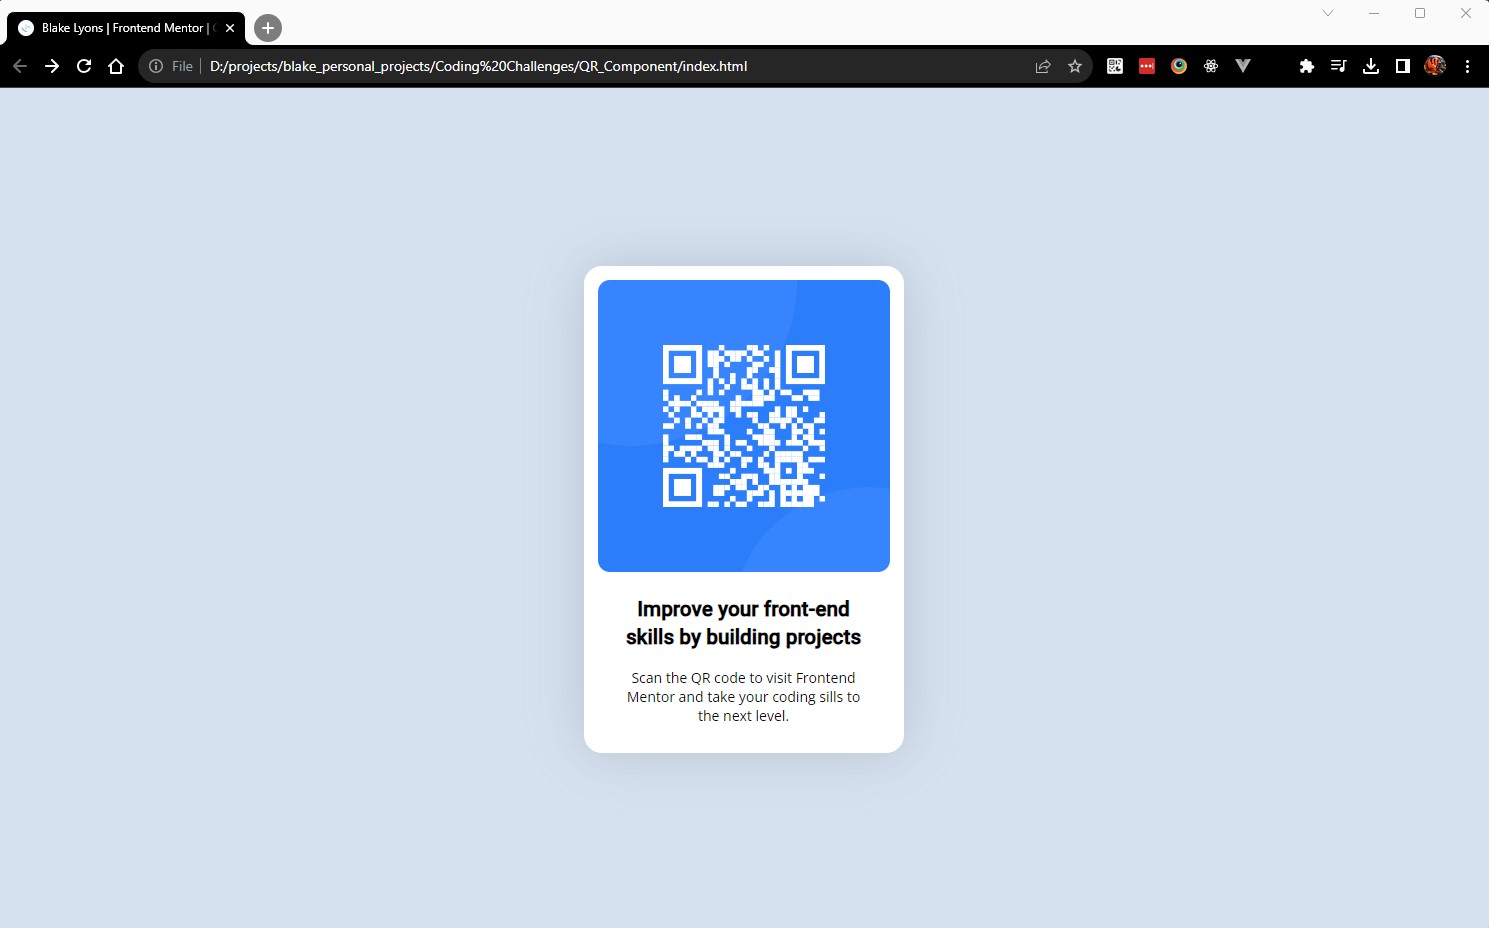 Blake Lyons | Frontend Mentor |
File
D:/projects/blake_personal_projects/Coding%20Challenges/QR_Component/index.html
Improve your front-end
skills by building projects
Scan the QR code to visit Frontend
Mentor and take your coding sills to
the next level.